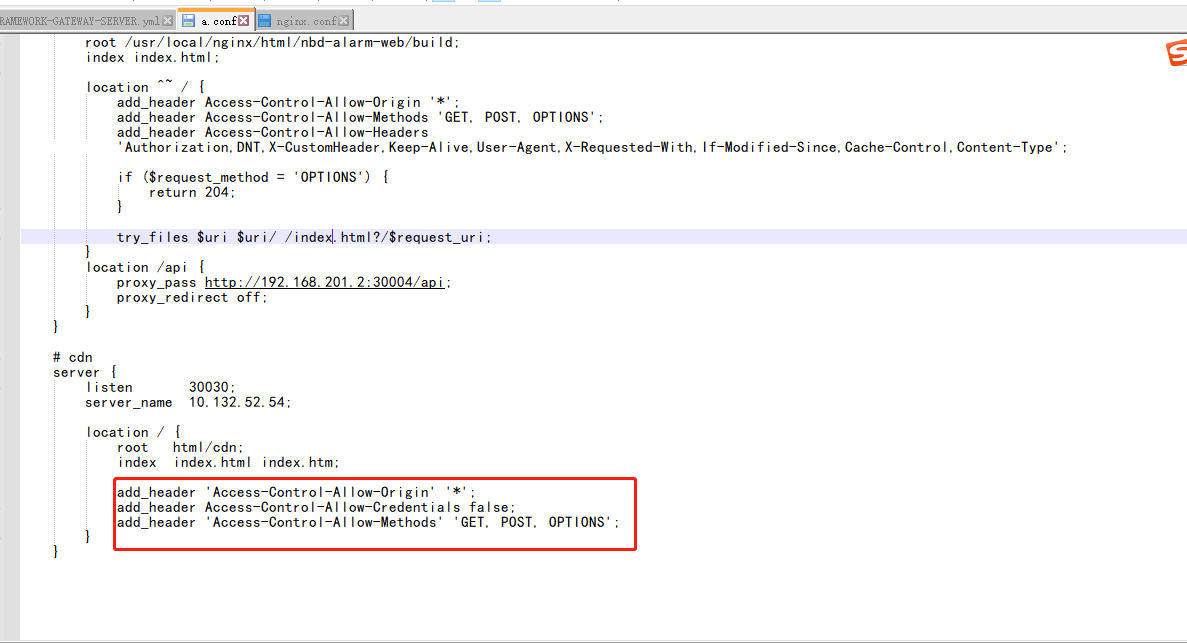 RAMEWORK-GATEWAY-SERVER.yml a.conf nginx.conf
root /usr/local/nginx/html/nbd-alarm-web/build;
index index.html;
location ^~ / {
add_header Access-Control-Allow-Origin '*';
add_header Access-Control-Allow-Methods 'GET, POST, OPTIONS';
add_header Access-Control-Allow-Headers
'Authorization,DNT,X-CustomHeader,Keep-Alive,User-Agent,X-Requested-With,If-Modified-Since,Cache-Control,Content-Type';
if ($request_method = 'OPTIONS') {
return 204;
}
try_files $uri $uri/ /index.html?/$request_uri;
}
location /api {
proxy_pass http://192.168.201.2:30004/api;
proxy_redirect off;
}
}
# cdn
server {
listen 30030;
server_name 10.132.52.54;
location / {
root html/cdn;
index index.html index.htm;
add_header 'Access-Control-Allow-Origin' '*';
add_header Access-Control-Allow-Credentials false;
add_header 'Access-Control-Allow-Methods' 'GET, POST, OPTIONS';
}
}